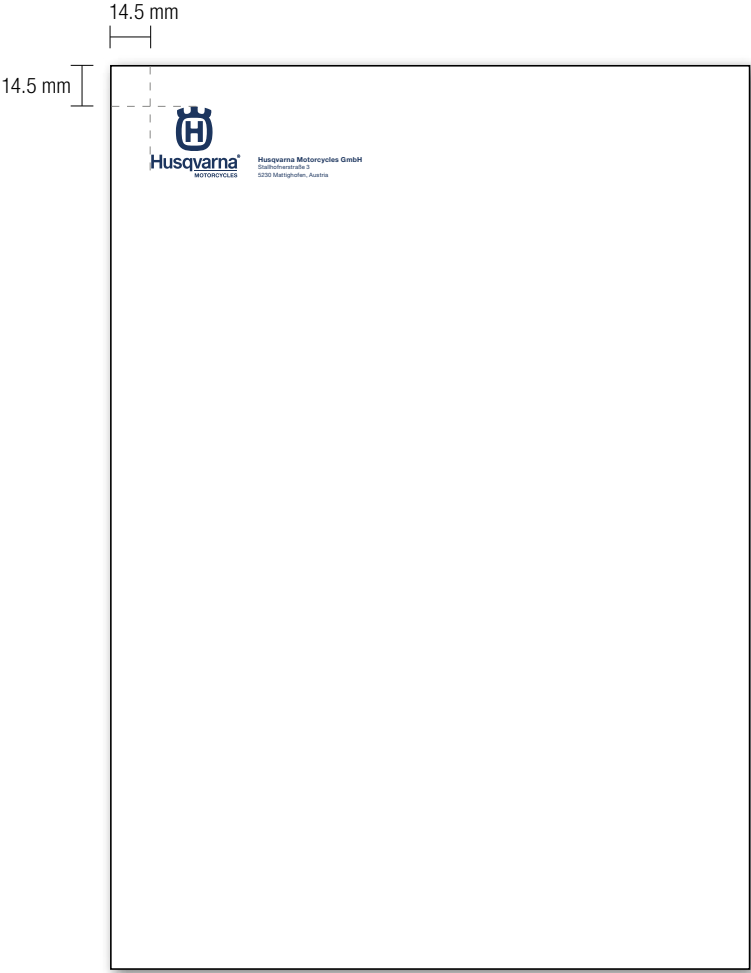 14.5 mm
14.5 mm
H
Husqvarna®
MOTORCYCLES
Husqvarna Motorcycles GmbH
Stallhofnerstraße 3
5230 Mattighofen, Austria